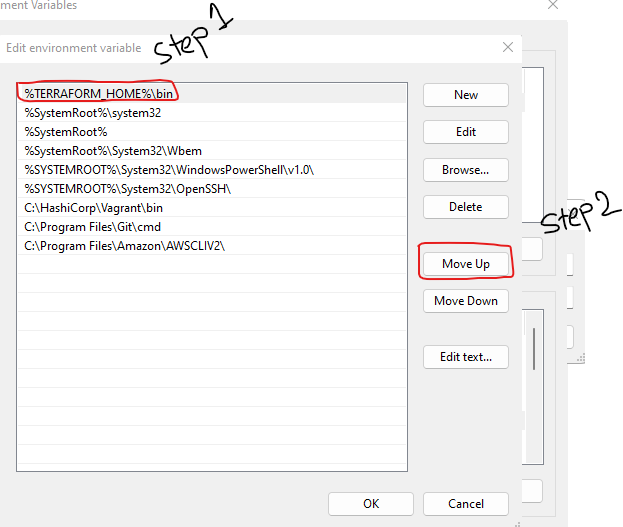 ment Variables
Step 1
Edit environment variable
%TERRAFORM_HOME%\bin
%SystemRoot%\system32
%SystemRoot%
%SystemRoot%\System32\Wbem
%SYSTEMROOT%\System32\WindowsPowerShell\v1.0\
%SYSTEMROOT%\System32\OpenSSH\
C:\HashiCorp\Vagrant\bin
C:\Program Files\Git\cmd
C:\Program Files\Amazon\AWSCLIV2\
New
Edit
Browse...
Delete
Step2
Move Up
Move Down
Edit text...
OK
Cancel